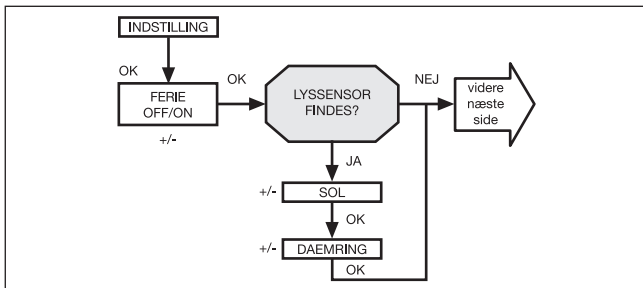 INDSTILLING
OK
FERIE
OFF/ON
+/-
OK
LYSSENSOR
FINDES?
NEJ
videre
næste
side
JA
+/-
SOL
OK
+/-
DAEMRING
OK